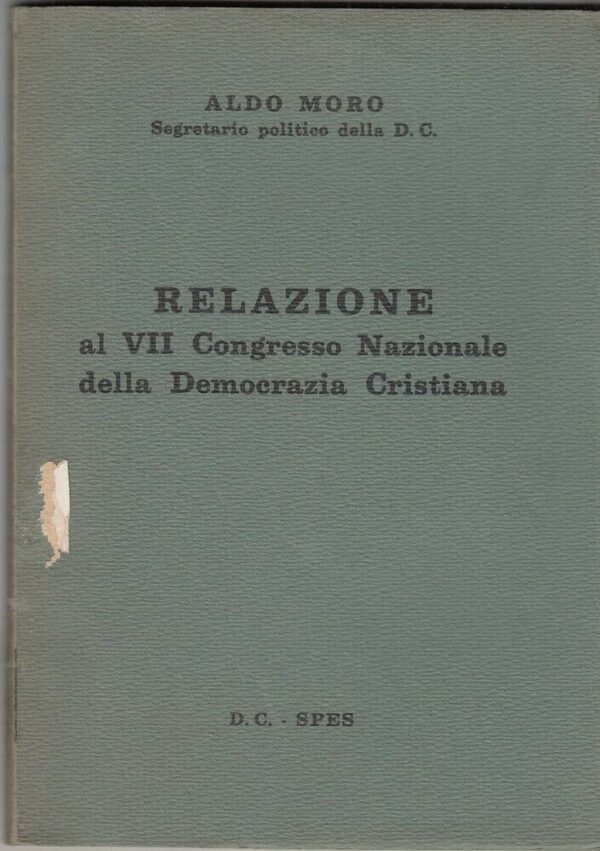 ALDO MORO
Segretario politico della D. C.
RELAZIONE
al VII Congresso Nazionale
della Democrazia Cristiana
D. C. - SPES